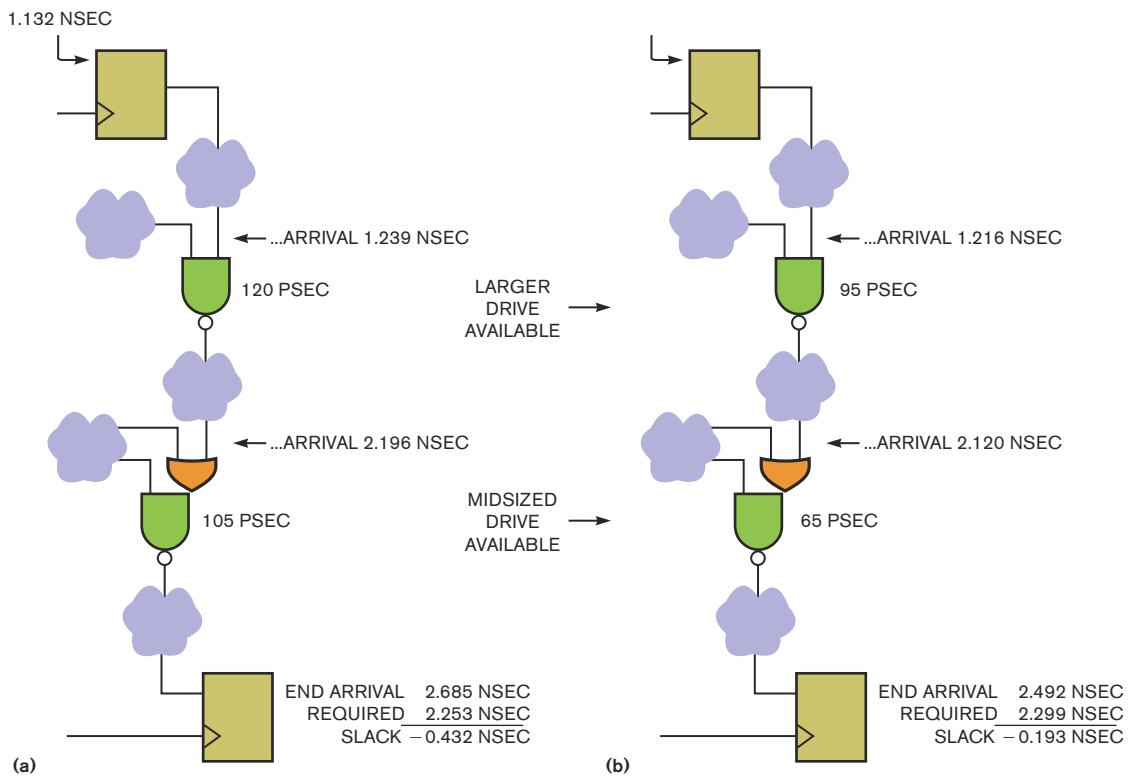 1.132 NSEC
...ARRIVAL 1.239 NSEC
120 PSEC
...ARRIVAL 2.196 NSEC
105 PSEC
END ARRIVAL 2.685 NSEC
REQUIRED 2.253 NSEC
SLACK −0.432 NSEC
(a)
LARGER
DRIVE
AVAILABLE
MIDSIZED
DRIVE
AVAILABLE
...ARRIVAL 1.216 NSEC
95 PSEC
...ARRIVAL 2.120 NSEC
65 PSEC
END ARRIVAL 2.492 NSEC
REQUIRED 2.299 NSEC
SLACK −0.193 NSEC
(b)